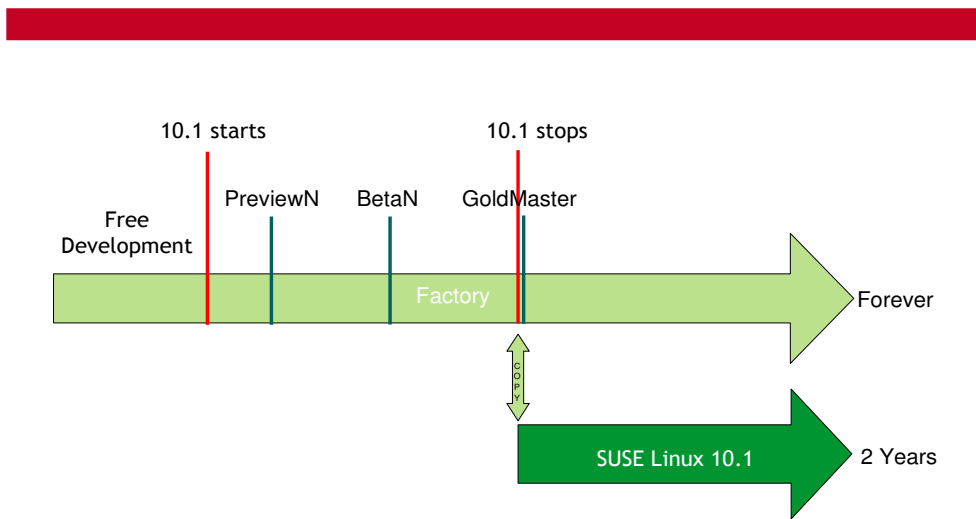 10.1 starts
10.1 stops
PreviewN
BetaN
GoldMaster
Free
Development
Factory
Forever
COPY
SUSE Linux 10.1
2 Years